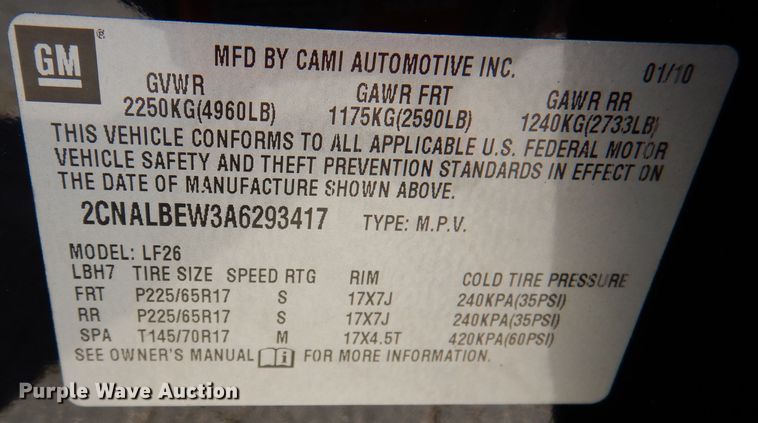 GM
©
MFD BY CAMI AUTOMOTIVE INC.
01/10
GVWR GAWR FRT GAWR RR
2250KG(4960LB) 1175KG(2590LB) 1240KG(2733LB)
THIS VEHICLE CONFORMS TO ALL APPLICABLE U.S. FEDERAL MOTOR
VEHICLE SAFETY AND THEFT PREVENTION STANDARDS IN EFFECT ON
THE DATE OF MANUFACTURE SHOWN ABOVE.
2CNALBEW3A6293417 TYPE: M.P.V.
MODEL: LF26
LBH7 TIRE SIZE SPEED RTG RIM COLD TIRE PRESSURE
FRT P225/65R17 S 17X7J 240KPA(35PSI)
RR P225/65R17 S 17X7J 240KPA(35PSI)
SPA T145/70R17 M 17X4.5T 420KPA(60PSI)
SEE OWNER'S MANUAL i FOR MORE INFORMATION.
Purple Wave Auction